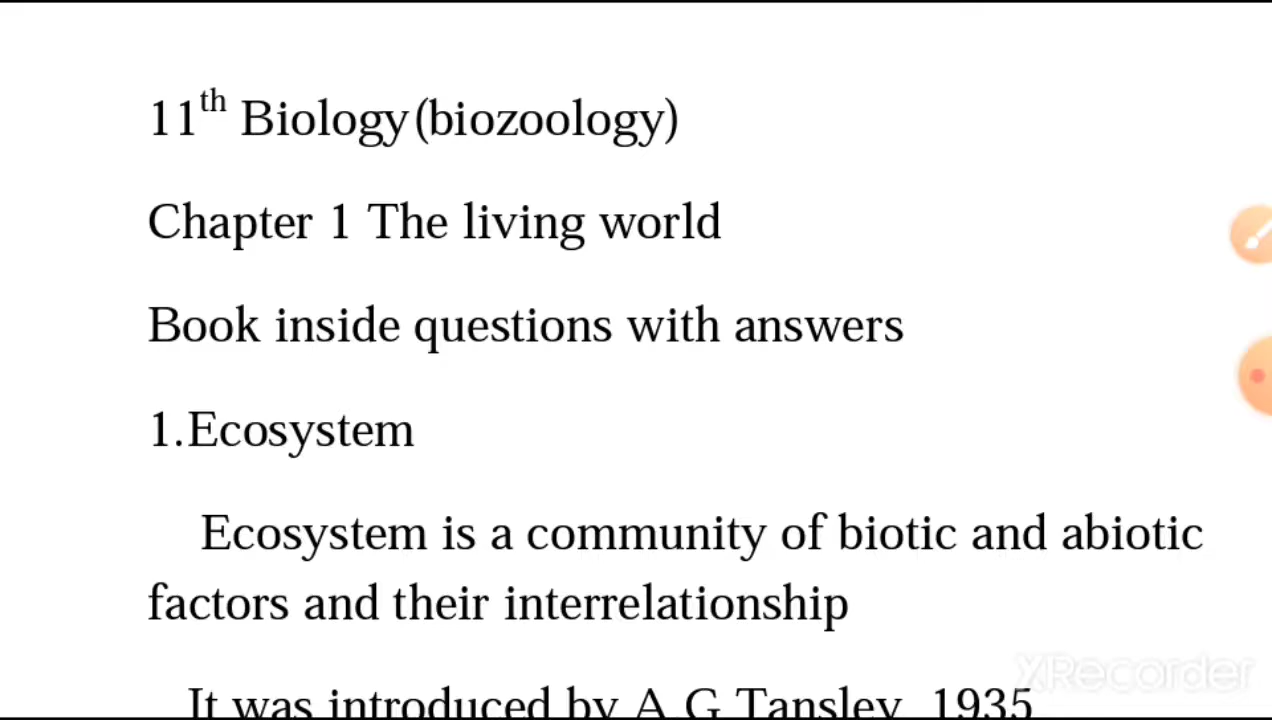 11th Biology(biozoology)
Chapter 1 The living world
Book inside questions with answers
1.Ecosystem
Ecosystem is a community of biotic and abiotic
factors and their interrelationship
It was introduced by A.G Tansley 1935
XRecorder